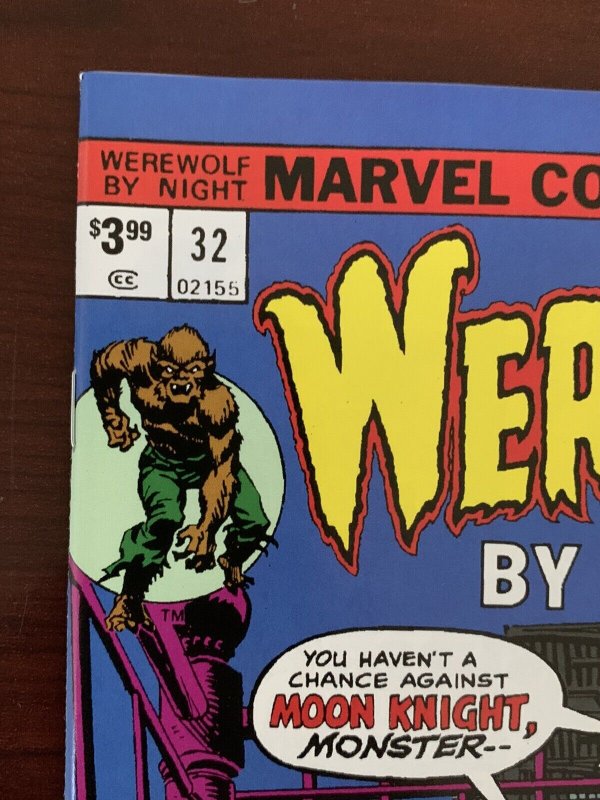 WEREWOLF
BY NIGHT
MARVEL CO
$3.99
32
CC
02155
WER
BY
TM
YOU HAVEN'T A
CHANCE AGAINST
MOON KNIGHT,
MONSTER--